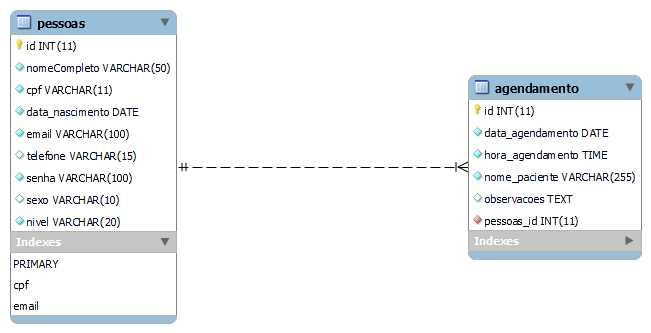 pessoas
id INT(11)
nomeCompleto VARCHAR(50)
cpf VARCHAR(11)
data_nascimento DATE
email VARCHAR(100)
telefone VARCHAR(15)
senha VARCHAR(100)
sexo VARCHAR(10)
nivel VARCHAR(20)
Indexes
PRIMARY
cpf
email
agendamento
id INT(11)
data_agendamento DATE
hora_agendamento TIME
nome_paciente VARCHAR(255)
observacoes TEXT
pessoas_id INT(11)
Indexes